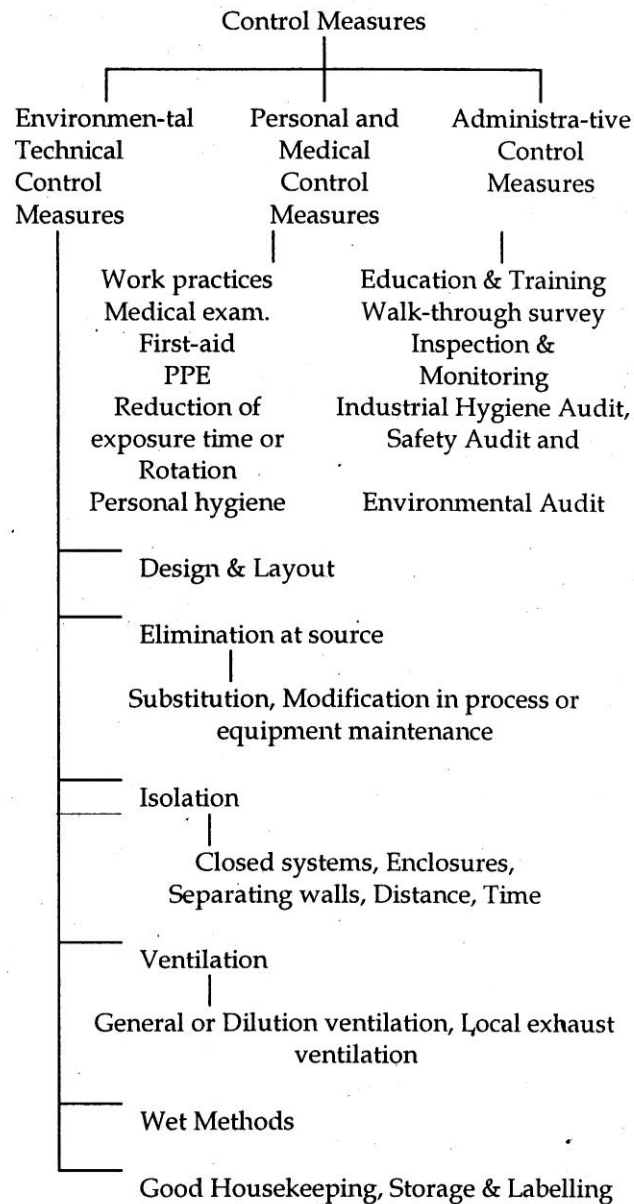 Control Measures
Environmen-tal
Technical
Control
Measures
Personal and
Medical
Control
Measures
Administra-tive
Control
Measures
Work practices
Medical exam.
First-aid
PPE
Reduction of
exposure time or
Rotation
Personal hygiene
Education & Training
Walk-through survey
Inspection &
Monitoring
Industrial Hygiene Audit,
Safety Audit and
Environmental Audit
Design & Layout
Elimination at source
Substitution, Modification in process or
equipment maintenance
Isolation
Closed systems, Enclosures,
Separating walls, Distance, Time
Ventilation
General or Dilution ventilation, Local exhaust
ventilation
Wet Methods
Good Housekeeping, Storage & Labelling